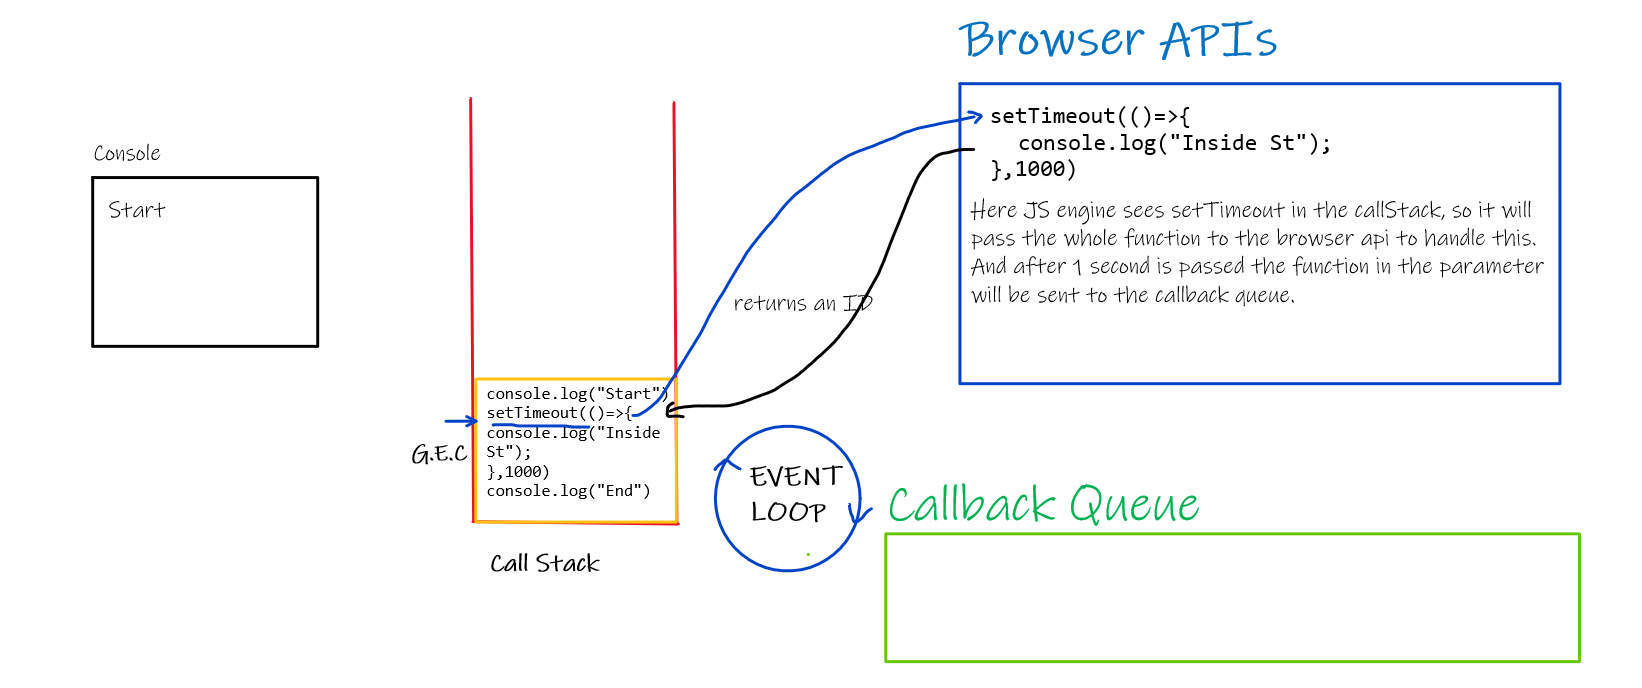 Browser APIs
setTimeout(()=>{
console.log("Inside St");
},1000)
Here JS engine sees setTimeout in the callStack, so it will
pass the whole function to the browser api to handle this.
And after 1 second is passed the function in the parameter
will be sent to the callback queue.
Console
Start
returns an ID
console.log("Start")
setTimeout(()=>{
console.log("Inside
St");
},1000)
console.log("End")
G.E.C
Call Stack
EVENT
LOOP
Callback Queue